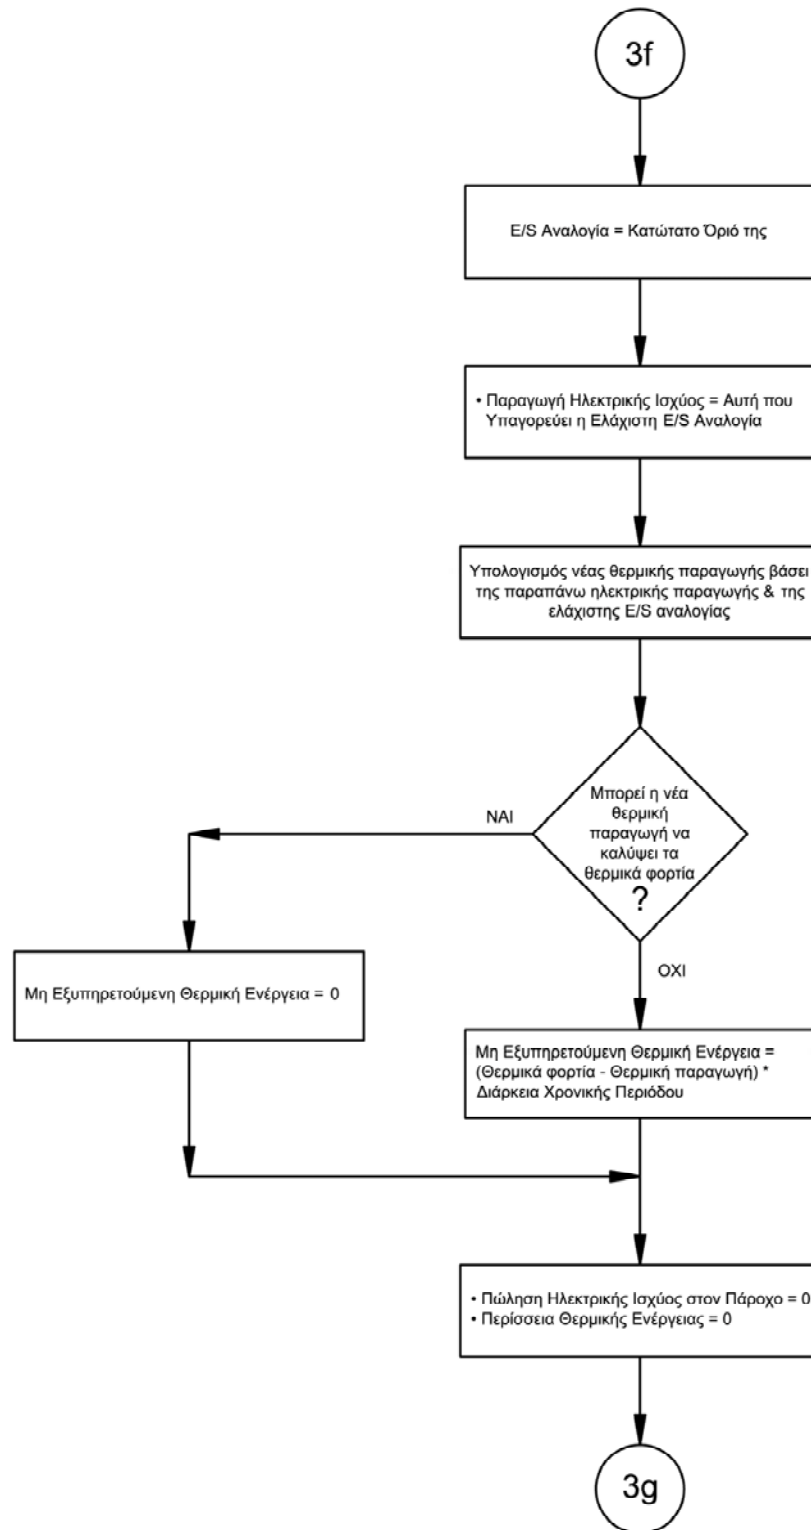 3f
E/S Αναλογία = Κατώτατο Όριό της
• Παραγωγή Ηλεκτρικής Ισχύος = Αυτή που
Υπαγορεύει η Ελάχιστη E/S Αναλογία
Υπολογισμός νέας θερμικής παραγωγής βάσει
της παραπάνω ηλεκτρικής παραγωγής & της
ελάχιστης E/S αναλογίας
Μπορεί η νέα
θερμική
παραγωγή να
καλύψει τα
θερμικά φορτία
?
ΝΑΙ
ΟΧΙ
Μη Εξυπηρετούμενη Θερμική Ενέργεια = 0
Μη Εξυπηρετούμενη Θερμική Ενέργεια =
(Θερμικά φορτία - Θερμική παραγωγή) *
Διάρκεια Χρονικής Περιόδου
• Πώληση Ηλεκτρικής Ισχύος στον Πάροχο = 0
• Περίσσεια Θερμικής Ενέργειας = 0
3g